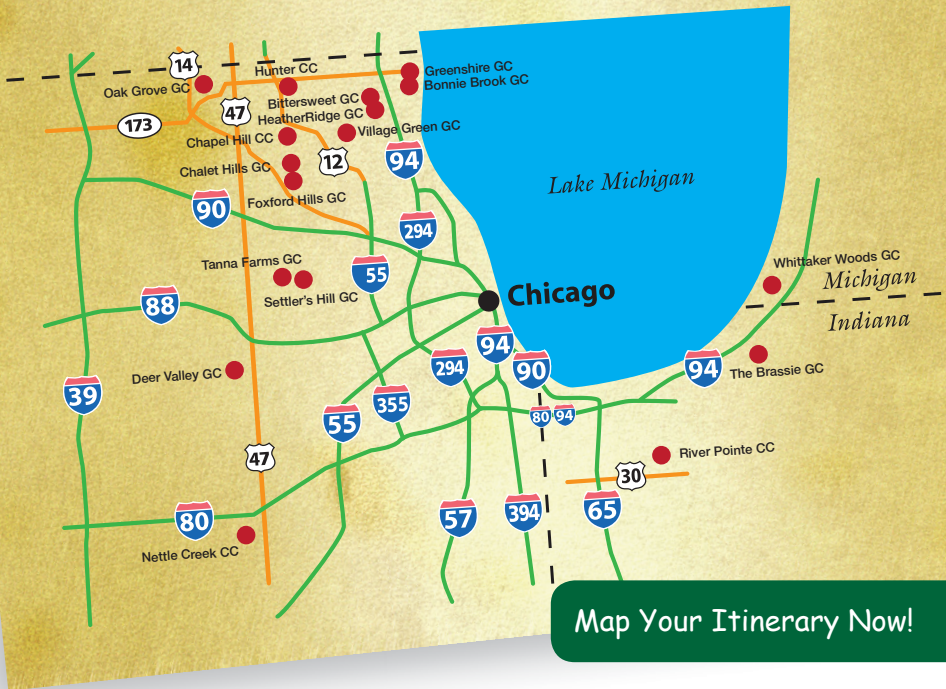 14
Hunter CC
Greenshire GC
Oak Grove GC
Bonnie Brook GC
Bittersweet GC
47
HeatherRidge GC
173
Village Green GC
Chapel Hill CC
12
94
Chalet Hills GC
Lake Michigan
Foxford Hills GC
90
294
Tanna Farms GC
Whittaker Woods GC
55
Michigan
Settler's Hill GC
Chicago
88
Indiana
94
294
90
94
Deer Valley GC
The Brassie GC
39
355
55
80
94
47
River Pointe CC
30
80
57
394
65
Nettle Creek CC
Map Your Itinerary Now!